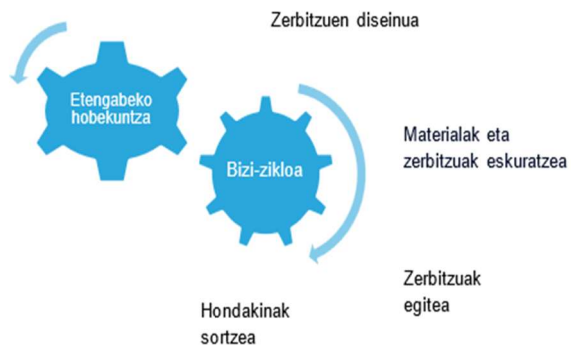 Zerbitzuen diseinua
Etengabeko
hobekuntza
Materialak eta
zerbitzuak eskuratzea
Bizi-zikloa
Zerbitzuak
egitea
Hondakinak
sortzea